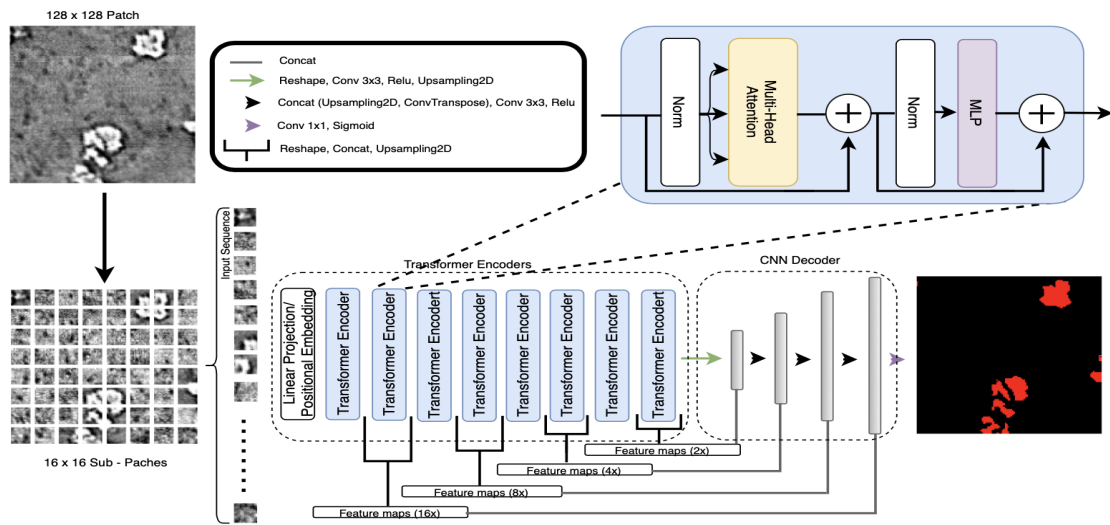 128 x 128 Patch
Concat
Reshape, Conv 3x3, Relu, Upsampling2D
Concat (Upsampling2D, ConvTranspose), Conv 3x3, Relu
Conv 1x1, Sigmoid
Reshape, Concat, Upsampling2D
Norm
Multi-Head
Attention
Norm
MLP
Input Sequence
Transformer Encoders
CNN Decoder
Linear Projection/
Positional Embedding
Transformer Encoder
Transformer Encoder
Transformer Encodert
Transformer Encoder
Transformer Encoder
Transformer Encoder
Transformer Encoder
Transformer Encodert
Feature maps (2x)
Feature maps (4x)
Feature maps (8x)
Feature maps (16x)
16 x 16 Sub - Paches